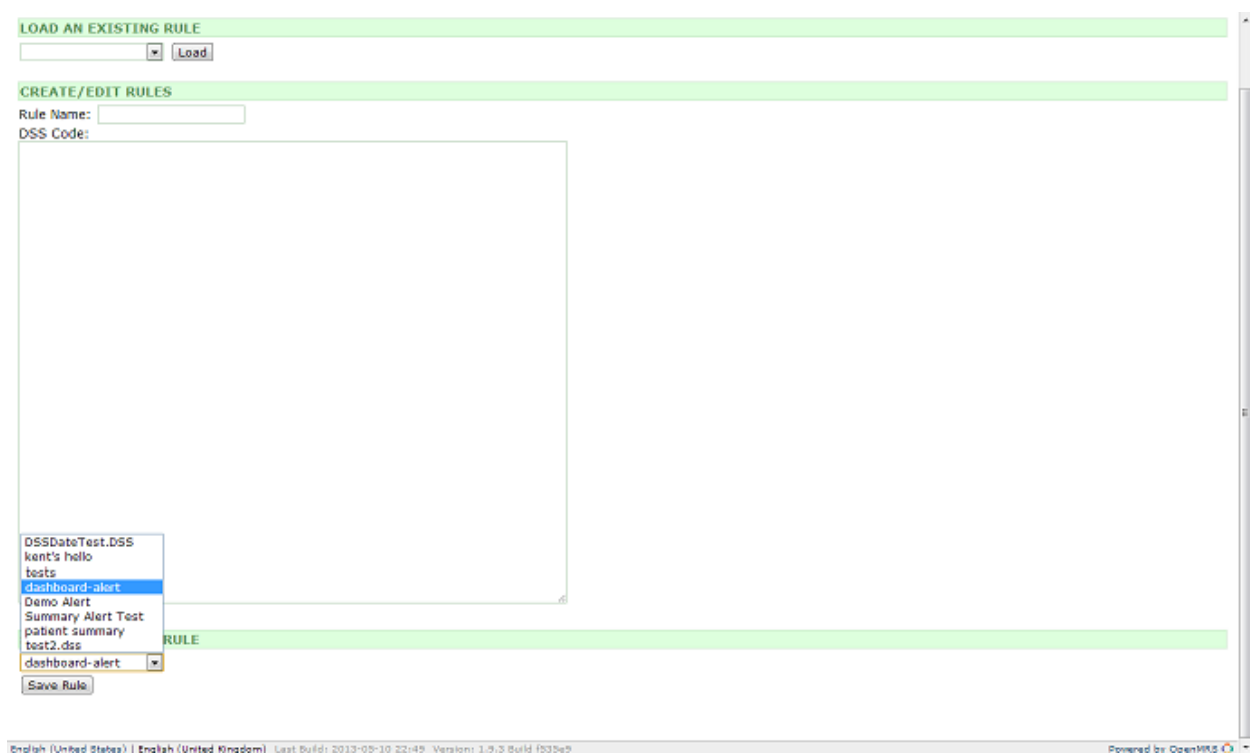 LOAD AN EXISTING RULE
Load
CREATE/EDIT RULES
Rule Name:
DSS Code:
DSSDateTest.DSS
kent's hello
tests
dashboard-alert
Demo Alert
Summary Alert Test
patient summary
test2.dss
RULE
dashboard-alert
Save Rule
English (United States) | English (United Kingdom) Last Build: 2013-05-10 22:49 Version: 1.9.3 Build f535e9
Powered by OpenMRS